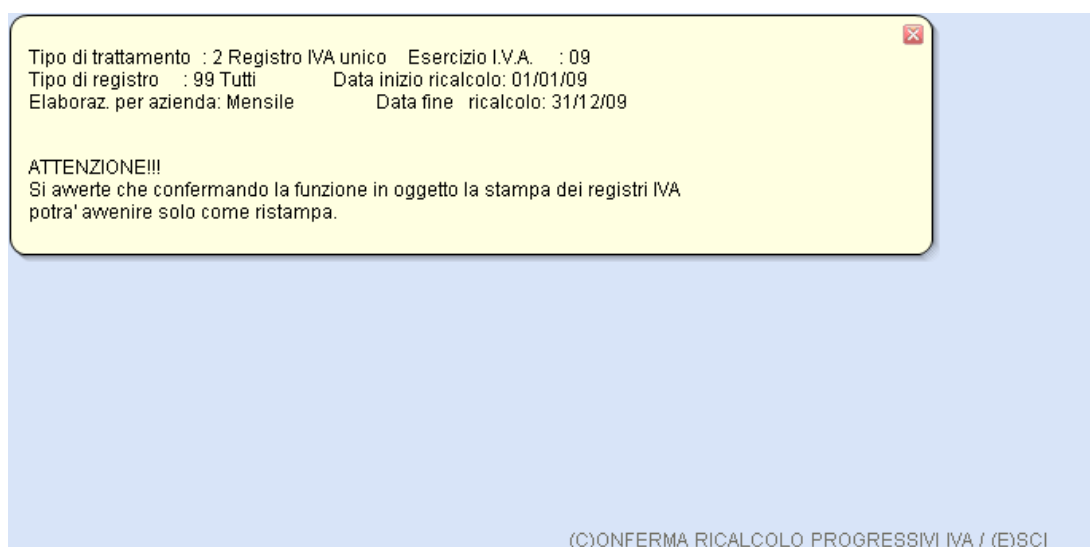 Tipo di trattamento : 2 Registro IVA unico Esercizio I.V.A. : 09
Tipo di registro : 99 Tutti Data inizio ricalcolo: 01/01/09
Elaboraz. per azienda: Mensile Data fine ricalcolo: 31/12/09
ATTENZIONE!!!
Si avverte che confermando la funzione in oggetto la stampa dei registri IVA
potra' avvenire solo come ristampa.
(C)ONFERMA RICALCOLO PROGRESSIVI IVA / (E)SCI